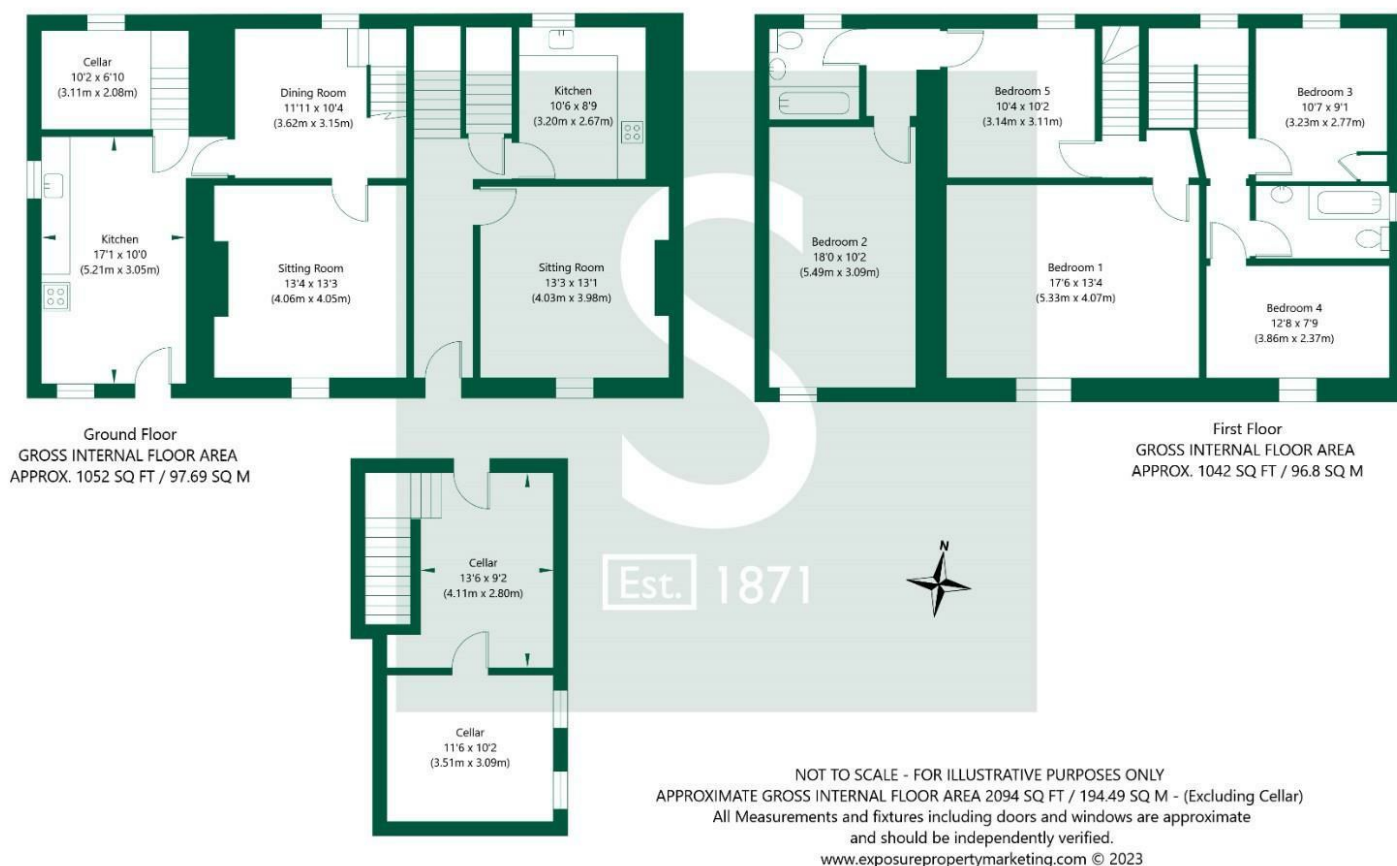 Cellar
10'2 x 6'10
(3.11m x 2.08m)
Dining Room
11'11 x 10'4
(3.62m x 3.15m)
Kitchen
10'6 x 8'9
(3.20m x 2.67m)
Kitchen
17'1 x 10'0
(5.21m x 3.05m)
Sitting Room
13'4 x 13'3
(4.06m x 4.05m)
Sitting Room
13'3 x 13'1
(4.03m x 3.98m)
Ground Floor
GROSS INTERNAL FLOOR AREA
APPROX. 1052 SQ FT / 97.69 SQ M
Bedroom 5
10'4 x 10'2
(3.14m x 3.11m)
Bedroom 3
10'7 x 9'1
(3.23m x 2.77m)
Bedroom 2
18'0 x 10'2
(5.49m x 3.09m)
Bedroom 1
17'6 x 13'4
(5.33m x 4.07m)
Bedroom 4
12'8 x 7'9
(3.86m x 2.37m)
First Floor
GROSS INTERNAL FLOOR AREA
APPROX. 1042 SQ FT / 96.8 SQ M
Cellar
13'6 x 9'2
(4.11m x 2.80m)
Cellar
11'6 x 10'2
(3.51m x 3.09m)
S
Est. 1871
N
NOT TO SCALE - FOR ILLUSTRATIVE PURPOSES ONLY
APPROXIMATE GROSS INTERNAL FLOOR AREA 2094 SQ FT / 194.49 SQ M - (Excluding Cellar)
All Measurements and fixtures including doors and windows are approximate
and should be independently verified.
www.exposurepropertymarketing.com © 2023